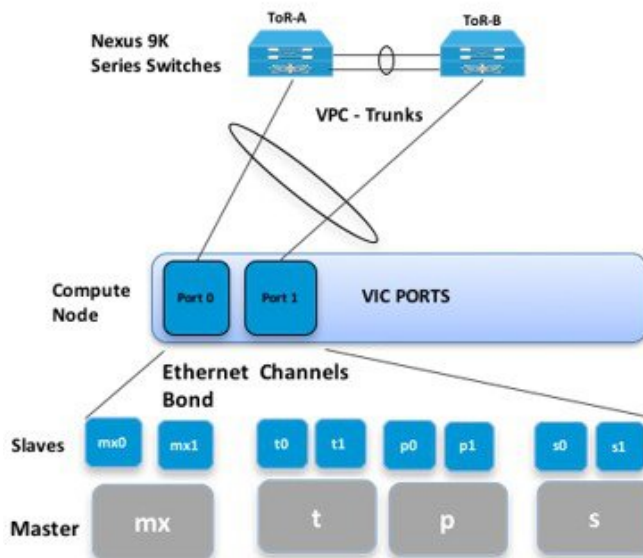 ToR-A
ToR-B
Nexus 9K
Series Switches
VPC - Trunks
Compute
Node
Port 0
Port 1
VIC PORTS
Ethernet Channels
Bond
Slaves
mx0
mx1
t0
t1
p0
p1
s0
s1
Master
mx
t
p
s